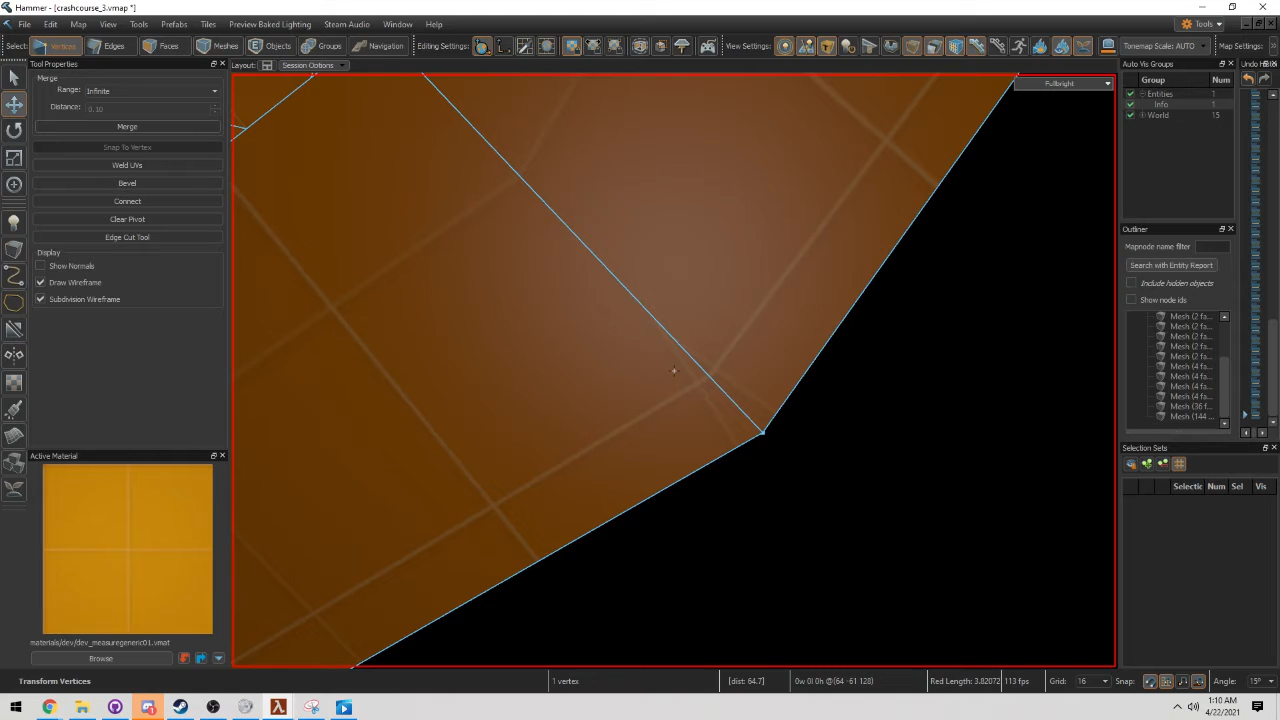 Hammer - [crashcourse_3.vmap *]
File Edit Map View Tools Prefabs Tiny Preview Baked Lighting Steam Audio Window Help
Select: Vertices Edges Faces Meshes Objects Groups Navigation Editing Settings: View Settings: Tonemap Scale: AUTO Map Settings:
Tools
Tool Properties
Layout: Session Options
Merge
Range: Infinite
Distance: 0.10
Merge
Snap To Vertex
Weld UVs
Bevel
Connect
Clear Pivot
Edge Cut Tool
Display
Show Normals
Draw Wireframe
Subdivision Wireframe
Active Material
materials/dev/dev_measuregeneric01.vmat
Browse
Fullbright
Auto Vis Groups
Group Num
Entities 1
Info 1
World 15
Outliner
Mapnode name filter
Search with Entity Report
Include hidden objects
Show node ids
Mesh (2 fa...
Mesh (2 fa...
Mesh (2 fa...
Mesh (2 fa...
Mesh (2 fa...
Mesh (4 fa...
Mesh (4 fa...
Mesh (4 fa...
Mesh (4 fa...
Mesh (36 f...
Mesh (144 ...
Selection Sets
Selectic Num Sel Vis
Transform Vertices 1 vertex [dist: 64.7] 0w 0l 0h @(64 -61 128) Red Length: 3.82072 113 fps Grid: 16 Snap: Angle: 15°
1:10 AM
4/22/2021